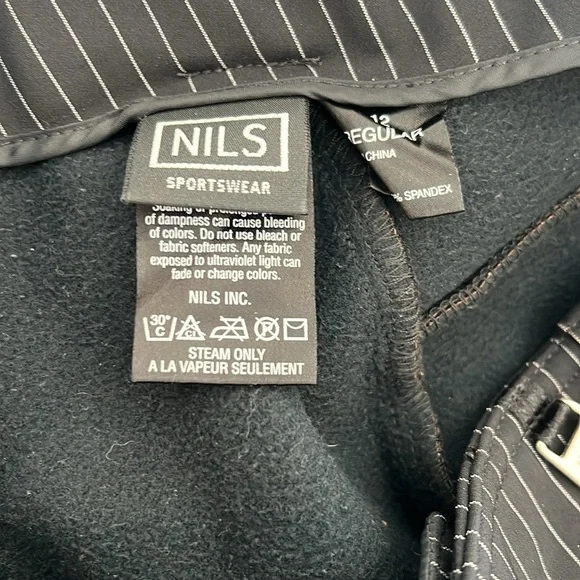 NILS
SPORTSWEAR
of dampness can cause bleeding
of colors. Do not use bleach or
fabric softeners. Any fabric
exposed to ultraviolet light can
fade or change colors.
NILS INC.
30°
C
CL
STEAM ONLY
A LA VAPEUR SEULEMENT
12
REGULAR
CHINA
% SPANDEX